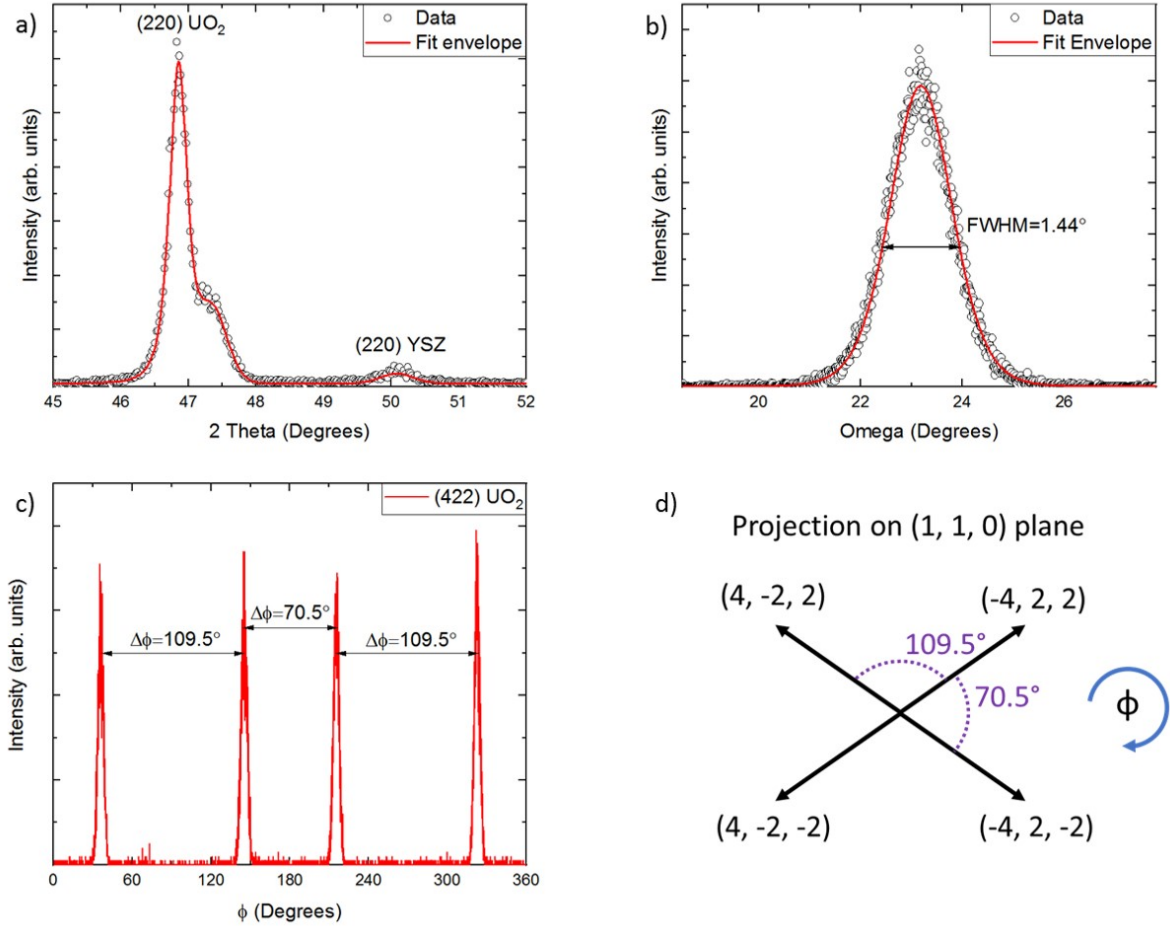 a)
(220) UO₂
Data
Fit envelope
(220) YSZ
Intensity (arb. units)
45 46 47 48 49 50 51 52
2 Theta (Degrees)
b)
Data
Fit Envelope
FWHM=1.44°
Intensity (arb. units)
20 22 24 26
Omega (Degrees)
c)
(422) UO₂
Δϕ=70.5°
Δϕ=109.5° Δϕ=109.5°
Intensity (arb. units)
0 60 120 180 240 300 360
ϕ (Degrees)
d)
Projection on (1, 1, 0) plane
(4, -2, 2) (-4, 2, 2)
109.5°
70.5°
ϕ
(4, -2, -2) (-4, 2, -2)